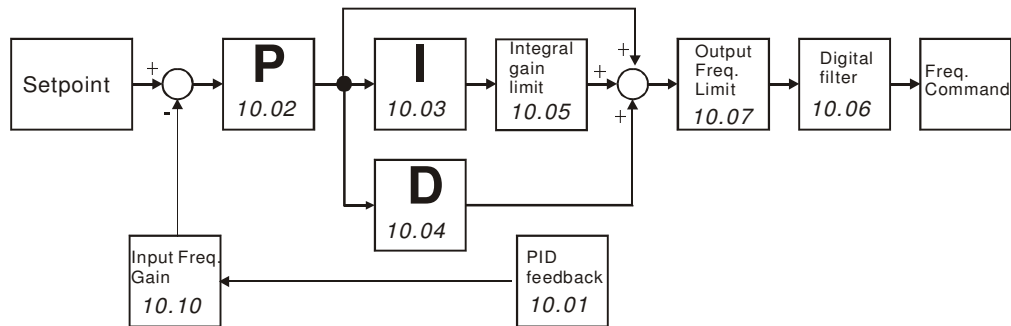 Setpoint
+
-
P
10.02
I
10.03
Integral
gain
limit
10.05
+
+
+
Output
Freq.
Limit
10.07
Digital
filter
10.06
Freq.
Command
D
10.04
Input Freq.
Gain
10.10
PID
feedback
10.01